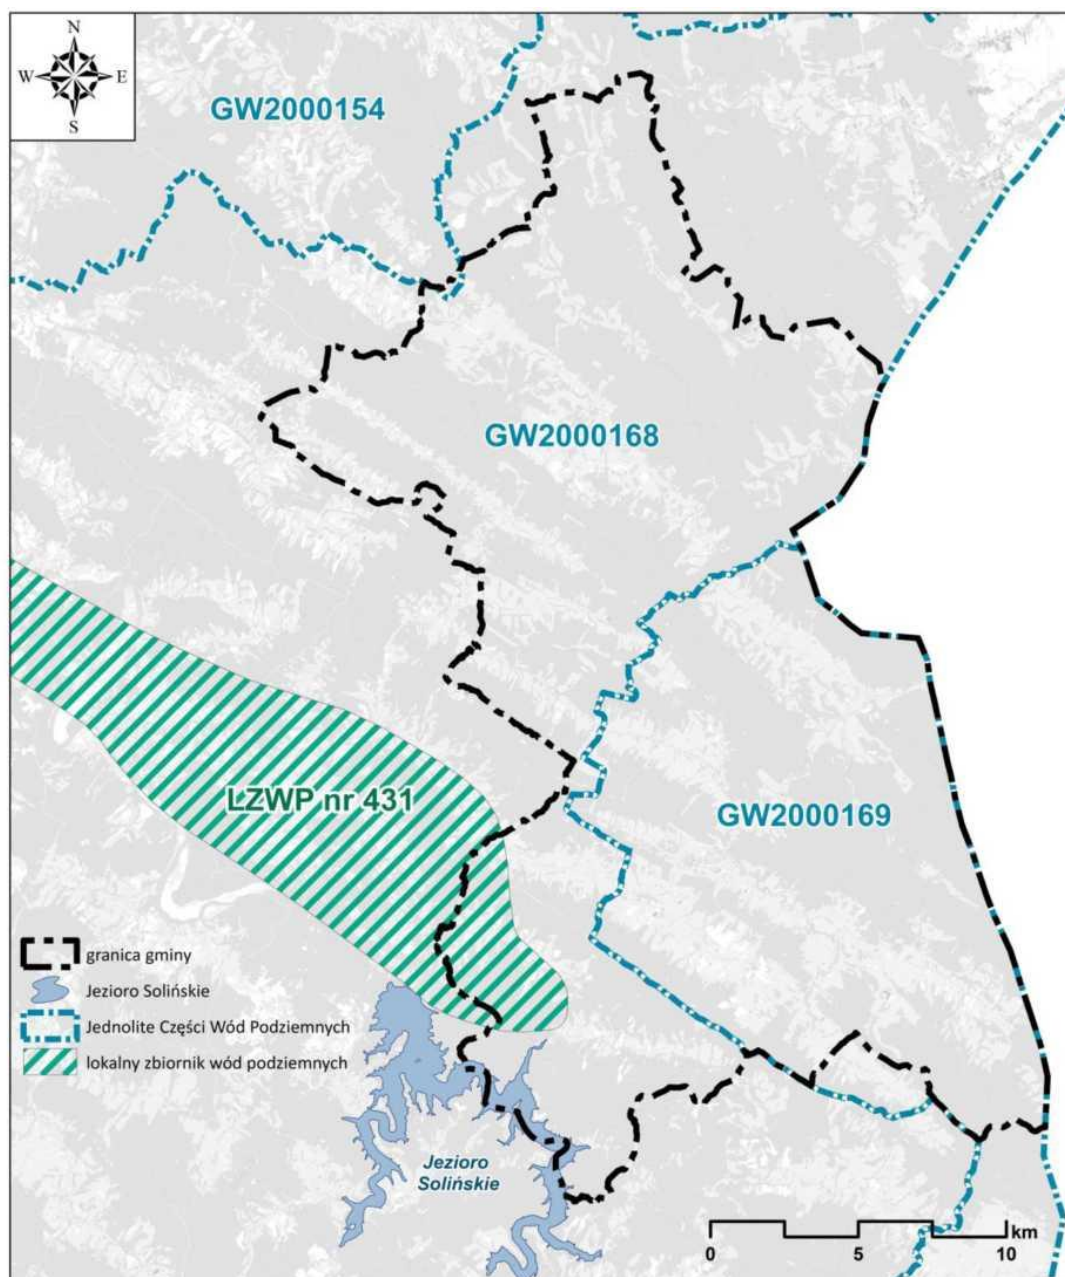 N
W E
S
GW2000154
GW2000168
LZWP nr 431
GW2000169
granica gminy
Jezioro Solińskie
Jednolite Części Wód Podziemnych
lokalny zbiornik wód podziemnych
Jezioro
Solińskie
km
0 5 10